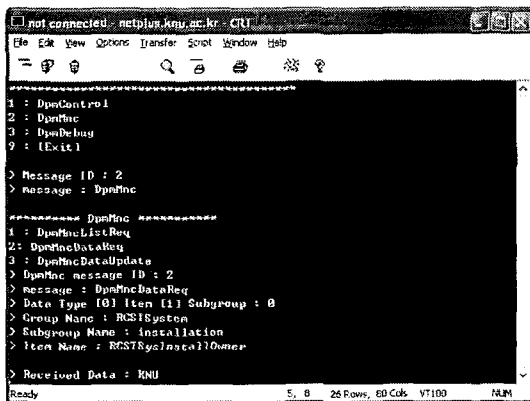 not connected - netplus.knu.ac.kr - CRT
File Edit View Options Transfer Script Window Help
********************************************
1 : DpmControl
2 : DpmMnc
3 : DpmDebug
9 : [Exit]
> Message ID : 2
> message : DpmMnc
********** DpmMnc ***********
1 : DpmMncListReq
2: DpmMncDataReq
3 : DpmMncDataUpdate
> DpmMnc message ID : 2
> message : DpmMncDataReq
> Data Type [0] Item [1] Subgroup : 0
> Group Name : RCSTSystem
> Subgroup Name : installation
> Item Name : RCSTSysInstallOwner
> Received Data : KNU
Ready 5, 8 26 Rows, 80 Cols VT100 NUM